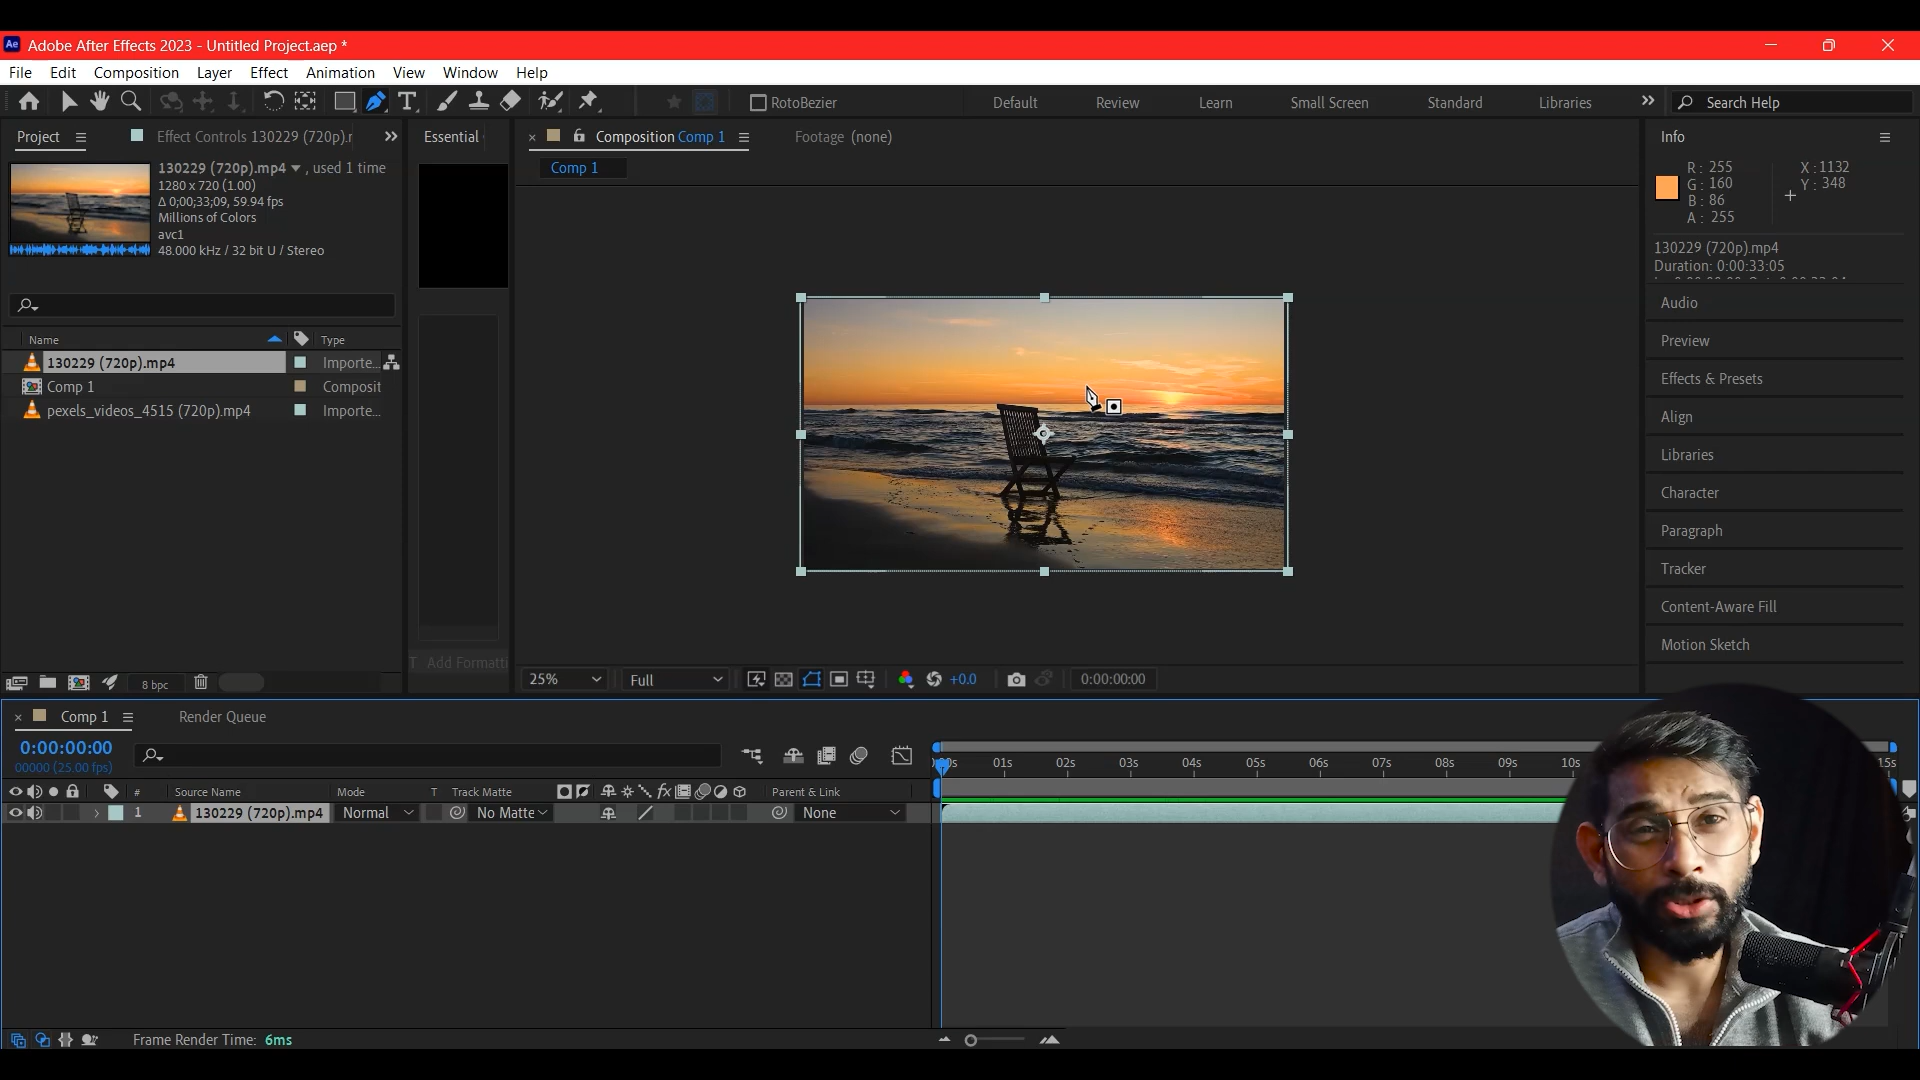 Ae Adobe After Effects 2023 - Untitled Project.aep *
File Edit Composition Layer Effect Animation View Window Help
RotoBezier Default Review Learn Small Screen Standard Libraries Search Help
Project Effect Controls 130229 (720p).r
130229 (720p).mp4 , used 1 time
1280 x 720 (1.00)
Δ 0;00;33;09, 59.94 fps
Millions of Colors
avc1
48.000 kHz / 32 bit U / Stereo
Name Type
130229 (720p).mp4 Importe...
Comp 1 Composit
pexels_videos_4515 (720p).mp4 Importe...
8 bpc
Essential
T Add Formatti
Composition Comp 1 Footage (none)
Comp 1
25% Full +0.0 0:00:00:00
Info
R: 255 X: 1132
G: 160 Y: 348
B: 86
A: 255
130229 (720p).mp4
Duration: 0:00:33:05
Audio
Preview
Effects & Presets
Align
Libraries
Character
Paragraph
Tracker
Content-Aware Fill
Motion Sketch
Comp 1 Render Queue
0:00:00:00
00000 (25.00 fps)
# Source Name Mode T Track Matte Parent & Link
1 130229 (720p).mp4 Normal No Matte None
00s 01s 02s 03s 04s 05s 06s 07s 08s 09s 10s 15s
Frame Render Time: 6ms